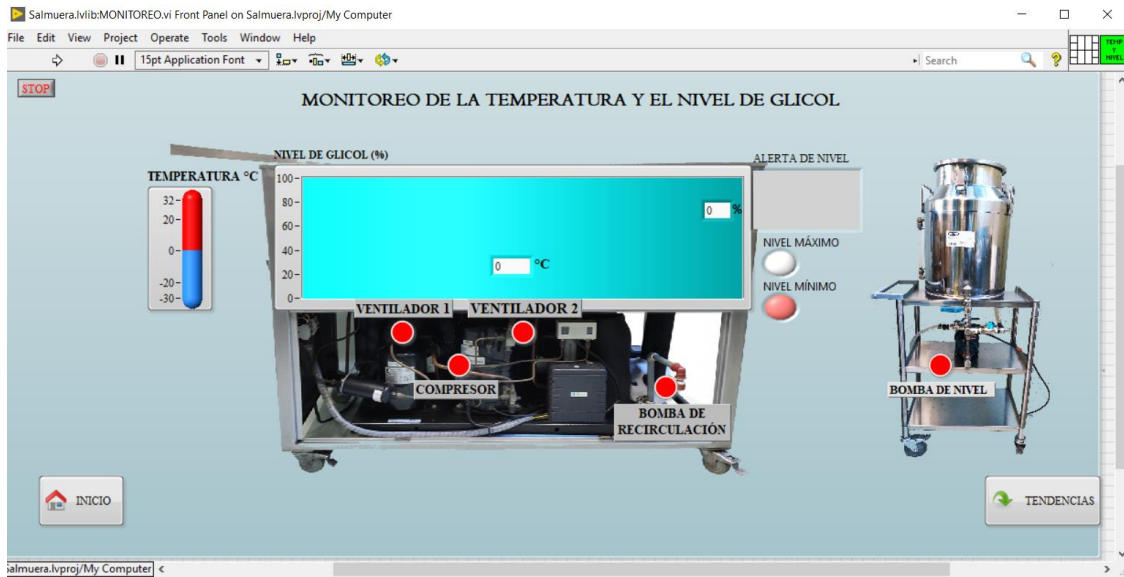 Salmuera.lvlib:MONITOREO.vi Front Panel on Salmuera.lvproj/My Computer
File Edit View Project Operate Tools Window Help
15pt Application Font
Search
TEMP
Y
NIVEL
STOP
MONITOREO DE LA TEMPERATURA Y EL NIVEL DE GLICOL
NIVEL DE GLICOL (%)
ALERTA DE NIVEL
TEMPERATURA °C
100
80
60
40
20
0
32
20
0
-20
-30
0 %
0 °C
NIVEL MÁXIMO
NIVEL MÍNIMO
VENTILADOR 1
VENTILADOR 2
COMPRESOR
BOMBA DE
RECIRCULACIÓN
BOMBA DE NIVEL
INICIO
TENDENCIAS
Salmuera.lvproj/My Computer